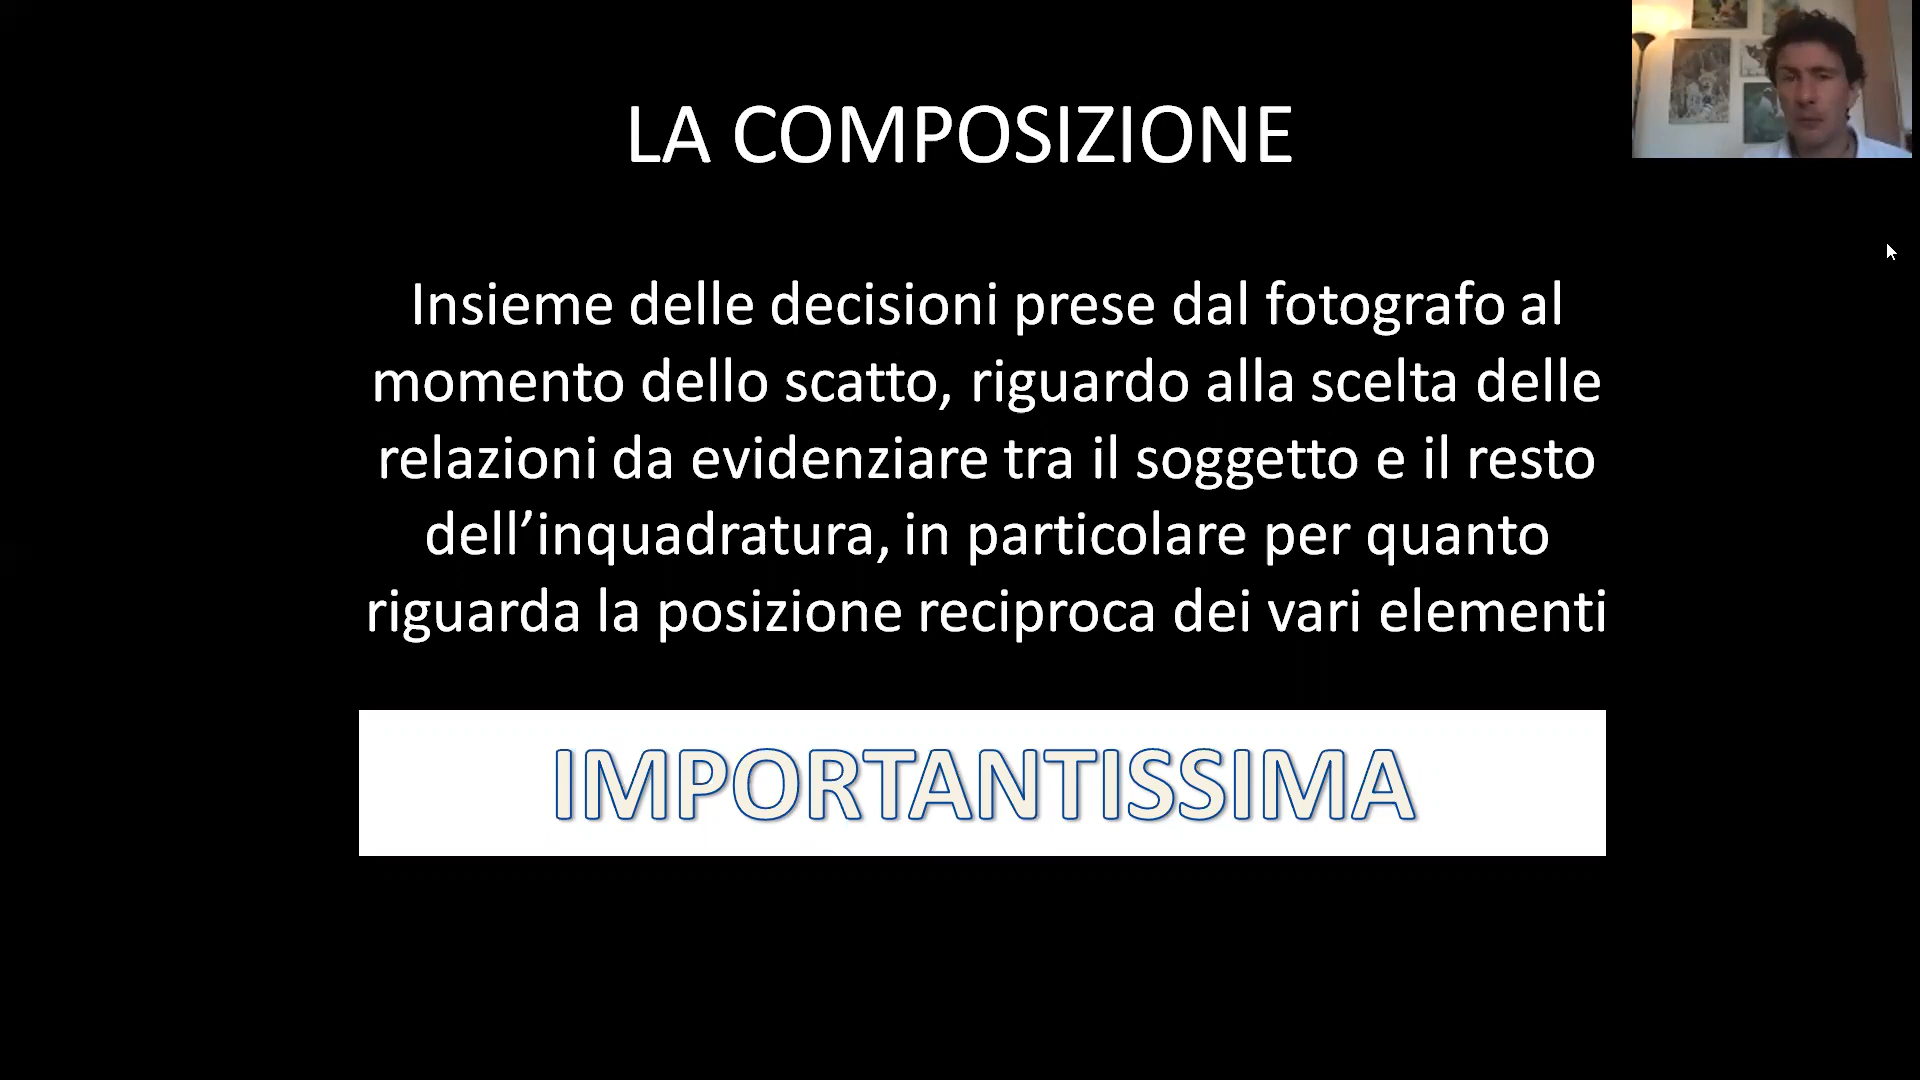 LA COMPOSIZIONE
Insieme delle decisioni prese dal fotografo al
momento dello scatto, riguardo alla scelta delle
relazioni da evidenziare tra il soggetto e il resto
dell’inquadratura, in particolare per quanto
riguarda la posizione reciproca dei vari elementi
IMPORTANTISSIMA